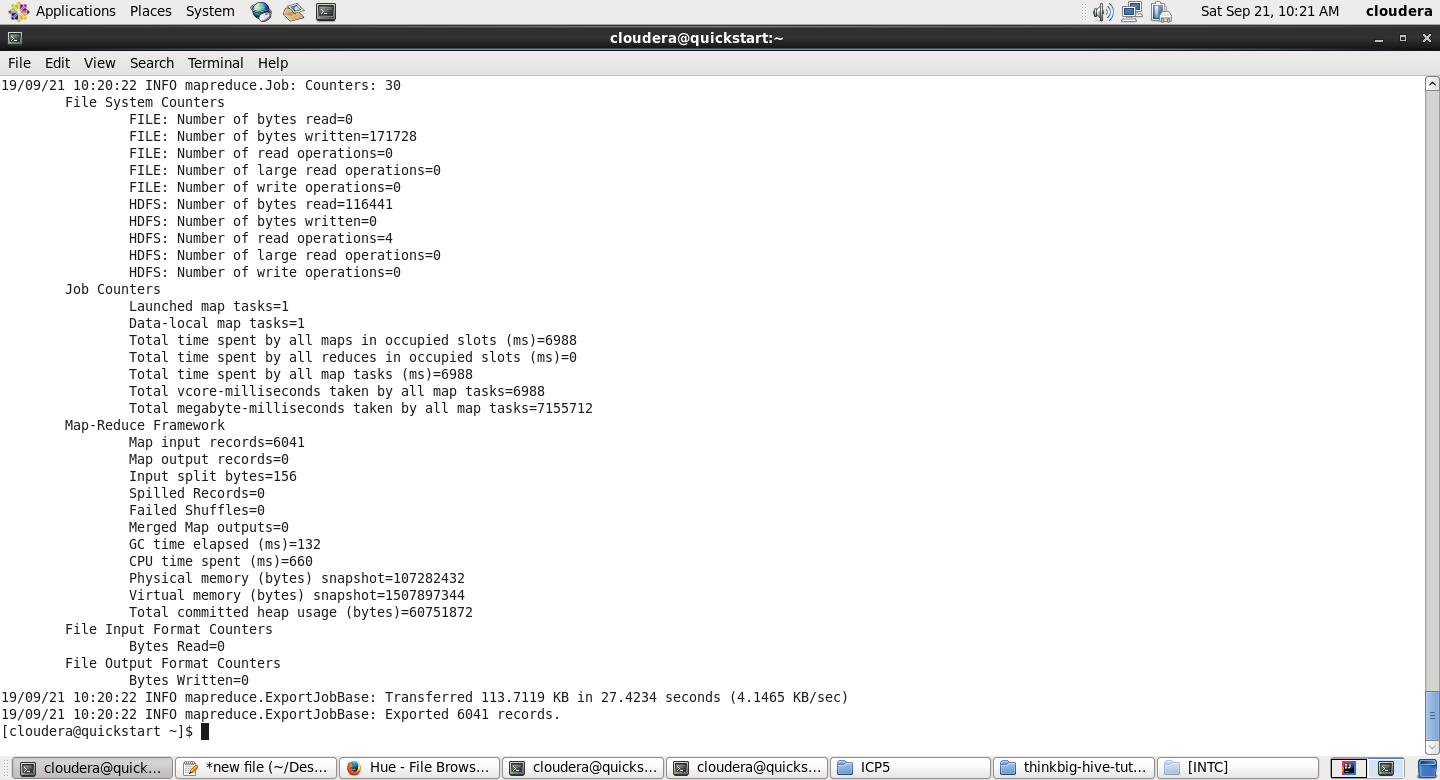 Applications Places System Sat Sep 21, 10:21 AM cloudera
cloudera@quickstart:~
File Edit View Search Terminal Help
19/09/21 10:20:22 INFO mapreduce.Job: Counters: 30
File System Counters
FILE: Number of bytes read=0
FILE: Number of bytes written=171728
FILE: Number of read operations=0
FILE: Number of large read operations=0
FILE: Number of write operations=0
HDFS: Number of bytes read=116441
HDFS: Number of bytes written=0
HDFS: Number of read operations=4
HDFS: Number of large read operations=0
HDFS: Number of write operations=0
Job Counters
Launched map tasks=1
Data-local map tasks=1
Total time spent by all maps in occupied slots (ms)=6988
Total time spent by all reduces in occupied slots (ms)=0
Total time spent by all map tasks (ms)=6988
Total vcore-milliseconds taken by all map tasks=6988
Total megabyte-milliseconds taken by all map tasks=7155712
Map-Reduce Framework
Map input records=6041
Map output records=0
Input split bytes=156
Spilled Records=0
Failed Shuffles=0
Merged Map outputs=0
GC time elapsed (ms)=132
CPU time spent (ms)=660
Physical memory (bytes) snapshot=107282432
Virtual memory (bytes) snapshot=1507897344
Total committed heap usage (bytes)=60751872
File Input Format Counters
Bytes Read=0
File Output Format Counters
Bytes Written=0
19/09/21 10:20:22 INFO mapreduce.ExportJobBase: Transferred 113.7119 KB in 27.4234 seconds (4.1465 KB/sec)
19/09/21 10:20:22 INFO mapreduce.ExportJobBase: Exported 6041 records.
[cloudera@quickstart ~]$
cloudera@quick... *new file (~/Des... Hue - File Brows... cloudera@quicks... cloudera@quicks... ICP5 thinkbig-hive-tut... [INTC]